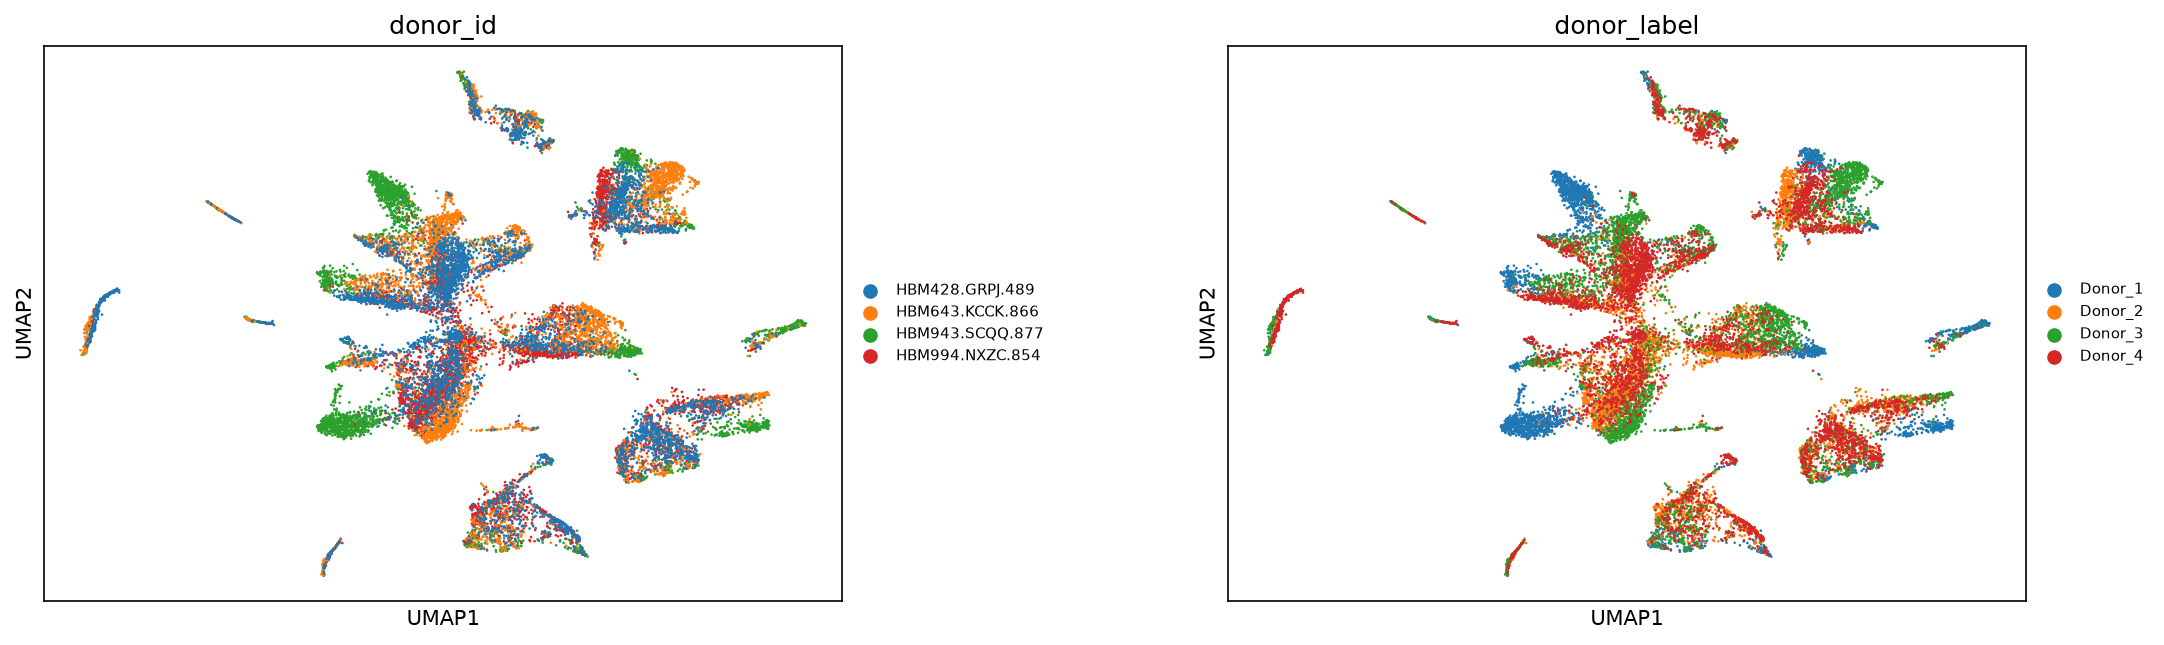 donor_id
UMAP2
UMAP1
HBM428.GRPJ.489
HBM643.KCCK.866
HBM943.SCQQ.877
HBM994.NXZC.854
donor_label
UMAP2
UMAP1
Donor_1
Donor_2
Donor_3
Donor_4